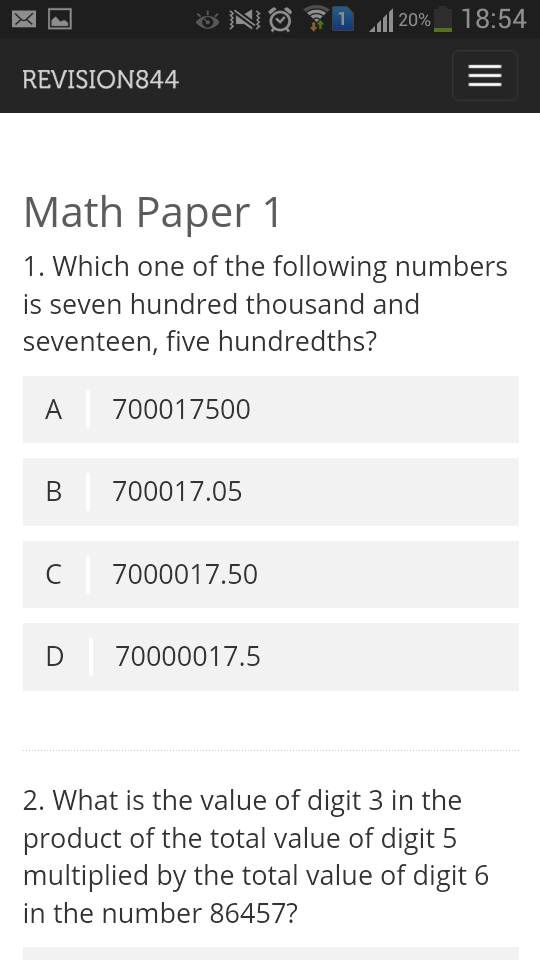 1 20% 18:54
REVISION844
Math Paper 1
1. Which one of the following numbers
is seven hundred thousand and
seventeen, five hundredths?
A 700017500
B 700017.05
C 7000017.50
D 70000017.5
2. What is the value of digit 3 in the
product of the total value of digit 5
multiplied by the total value of digit 6
in the number 86457?